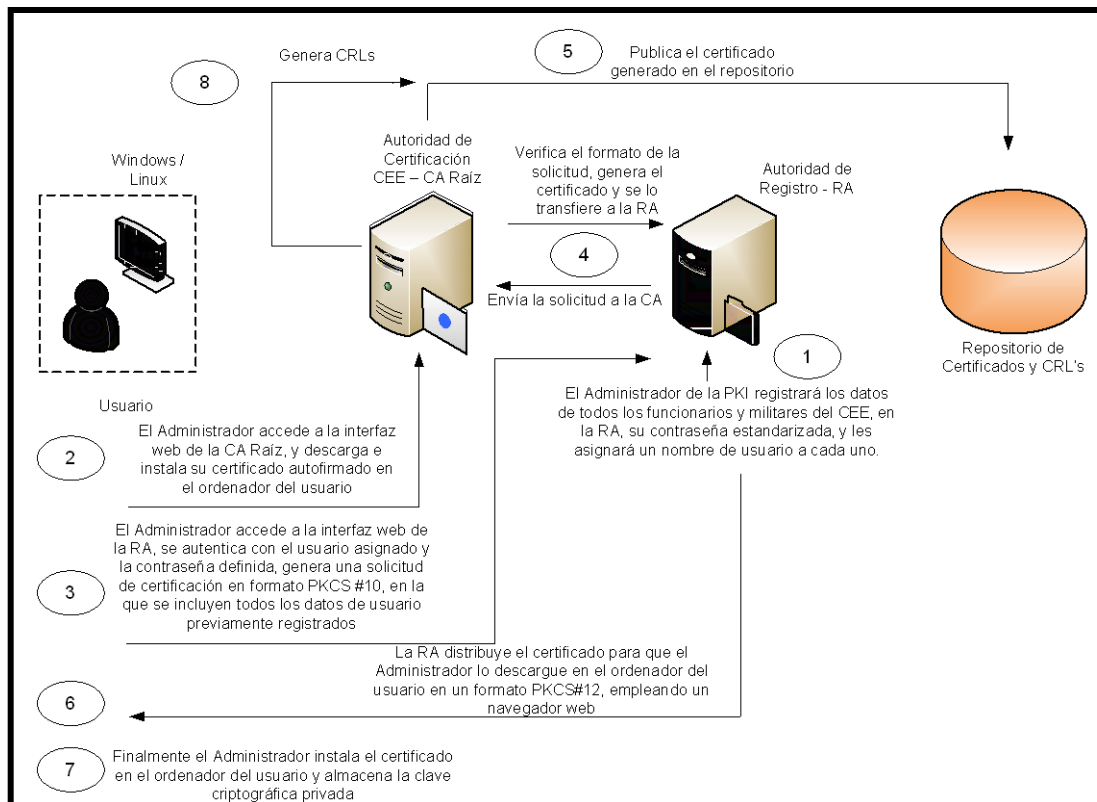 Genera CRLs
8
5
Publica el certificado
generado en el repositorio
Windows /
Linux
Autoridad de
Certificación
CEE – CA Raíz
Verifica el formato de la
solicitud, genera el
certificado y se lo
transfiere a la RA
Autoridad de
Registro - RA
4
Envía la solicitud a la CA
Repositorio de
Certificados y CRL's
1
El Administrador de la PKI registrará los datos
de todos los funcionarios y militares del CEE, en
la RA, su contraseña estandarizada, y les
asignará un nombre de usuario a cada uno.
Usuario
2
El Administrador accede a la interfaz
web de la CA Raíz, y descarga e
instala su certificado autofirmado en
el ordenador del usuario
3
El Administrador accede a la interfaz web de
la RA, se autentica con el usuario asignado y
la contraseña definida, genera una solicitud
de certificación en formato PKCS #10, en la
que se incluyen todos los datos de usuario
previamente registrados
La RA distribuye el certificado para que el
Administrador lo descargue en el ordenador del
usuario en un formato PKCS#12, empleando un
navegador web
6
7
Finalmente el Administrador instala el certificado
en el ordenador del usuario y almacena la clave
criptográfica privada